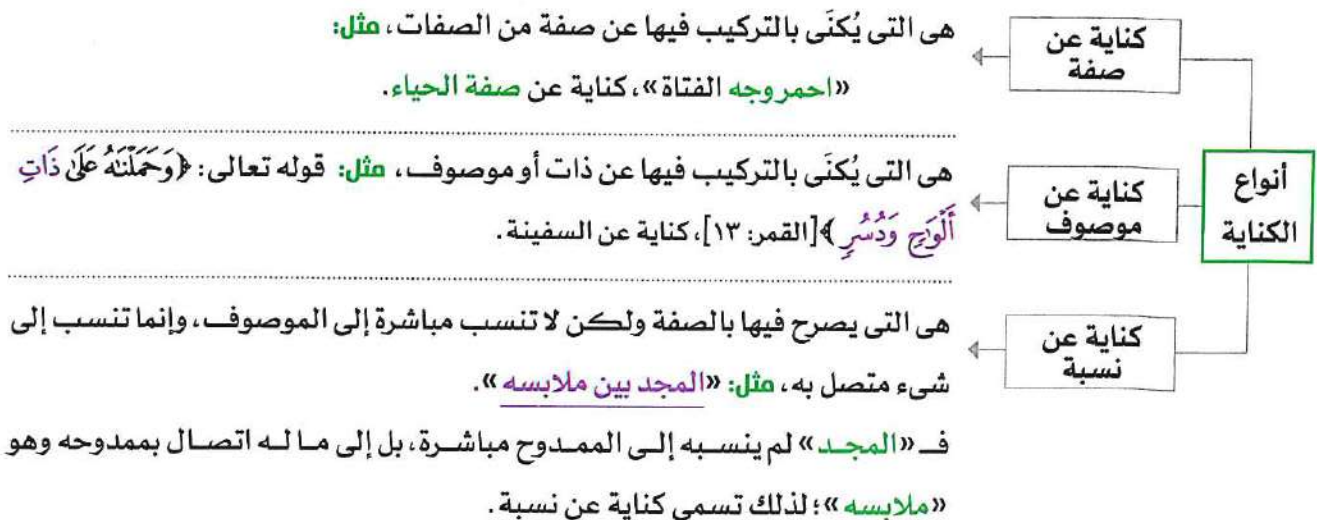 أنواع
الكناية
كناية عن
صفة
هى التى يُكنَى بالتركيب فيها عن صفة من الصفات، مثل:
«احمر وجه الفتاة»، كناية عن صفة الحياء.
كناية عن
موصوف
هى التى يُكنَى بالتركيب فيها عن ذات أو موصوف، مثل: قوله تعالى: ﴿وَحَمَلْنَٰهُ عَلَىٰ ذَاتِ
أَلْوَٰحٍ وَدُسُرٍ﴾ [القمر: ١٣]، كناية عن السفينة.
كناية عن
نسبة
هى التى يصرح فيها بالصفة ولكن لا تنسب مباشرة إلى الموصوف، وإنما تنسب إلى
شىء متصل به، مثل: «المجد بين ملابسه».
فـ «المجد» لم ينسبه إلى الممدوح مباشرة، بل إلى ما له اتصال بممدوحه وهو
«ملابسه»؛ لذلك تسمى كناية عن نسبة.